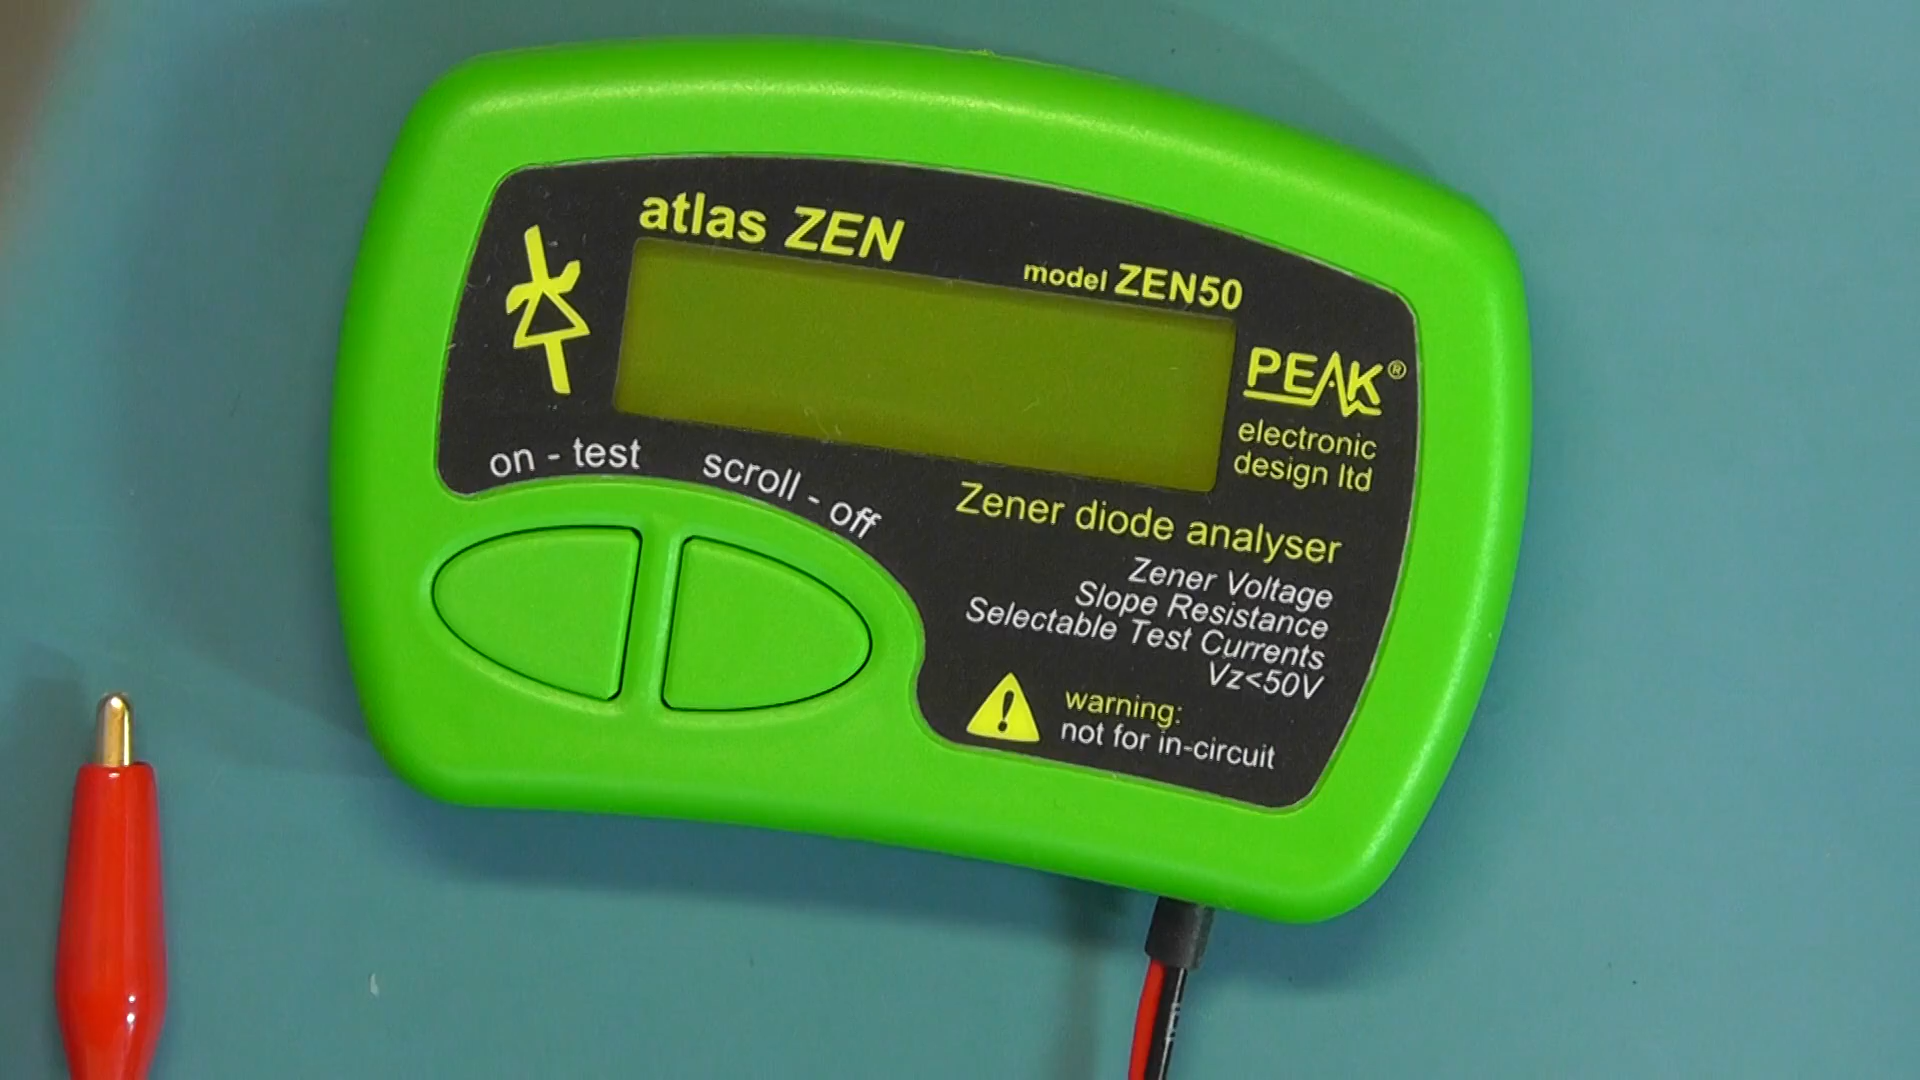 atlas ZEN
model ZEN50
PEAK®
electronic
design ltd
on - test
scroll - off
Zener diode analyser
Zener Voltage
Slope Resistance
Selectable Test Currents
Vz<50V
warning:
not for in-circuit